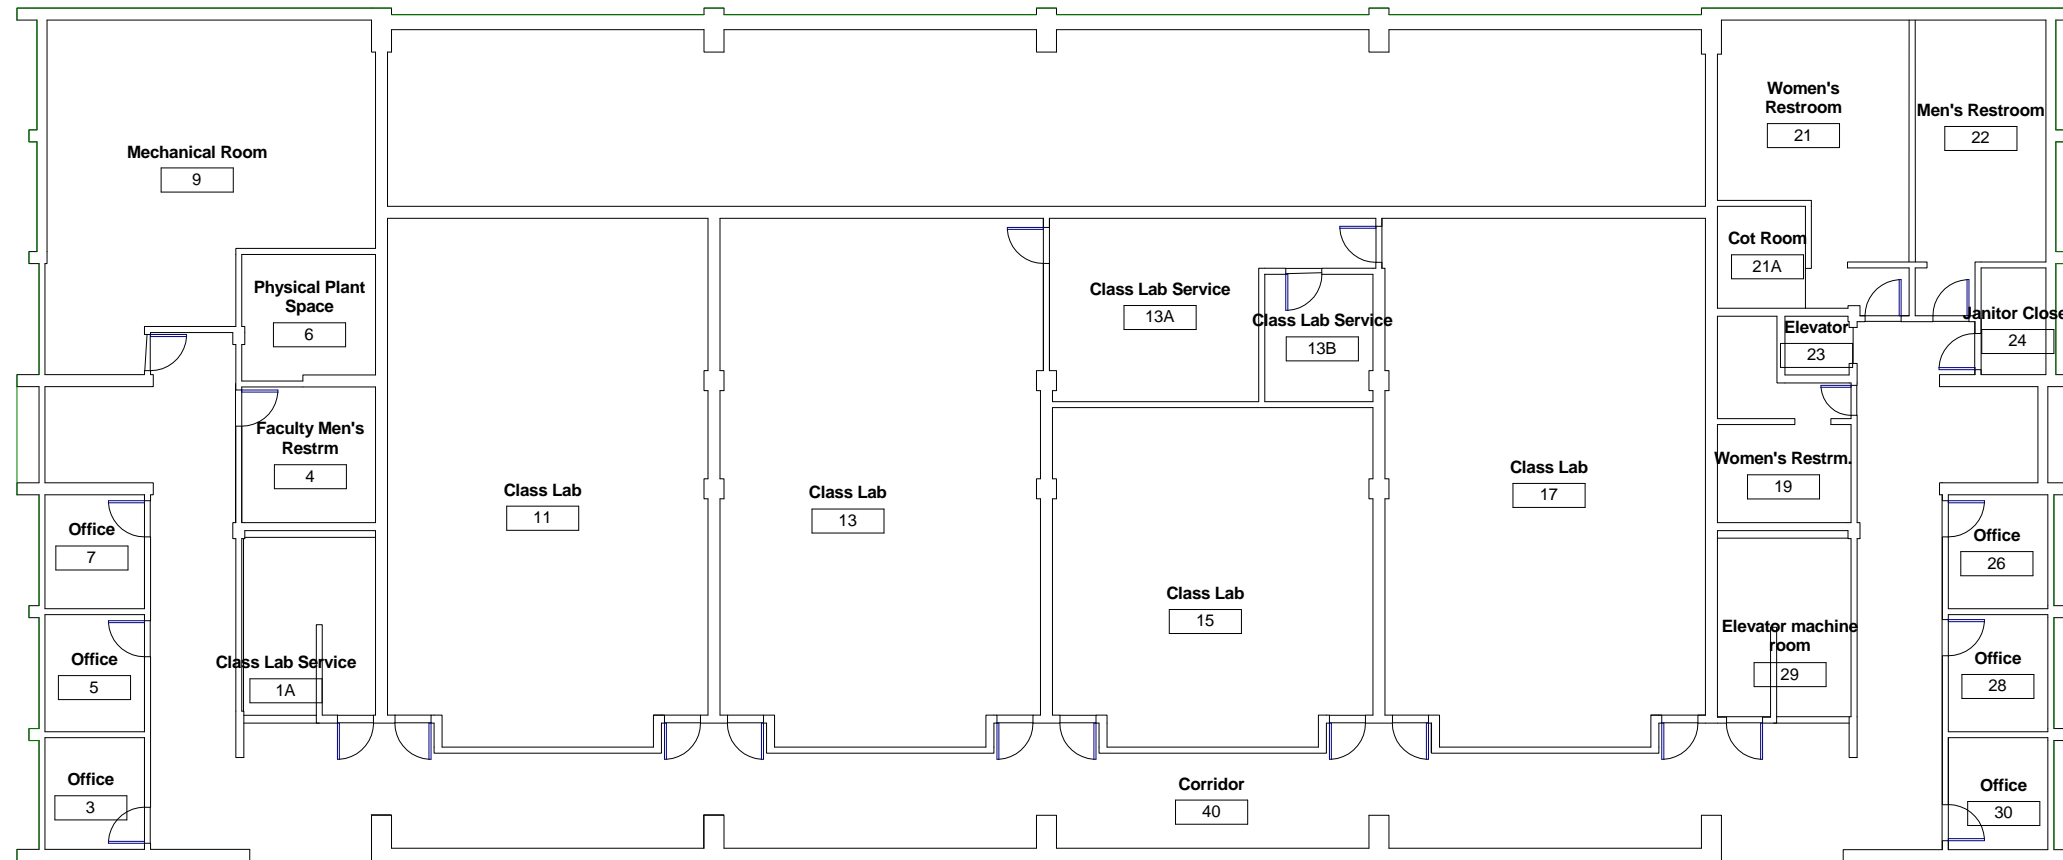 Women's
Restroom
21
Men's Restroom
22
Mechanical Room
9
Cot Room
21A
Physical Plant
Space
6
Class Lab Service
13A
Class Lab Service
13B
Elevator
23
Janitor Close
24
Faculty Men's
Restrm
4
Women's Restrm.
19
Class Lab
11
Class Lab
13
Class Lab
17
Office
7
Office
26
Class Lab
15
Elevator machine
room
29
Office
5
Class Lab Service
1A
Office
28
Office
3
Corridor
40
Office
30